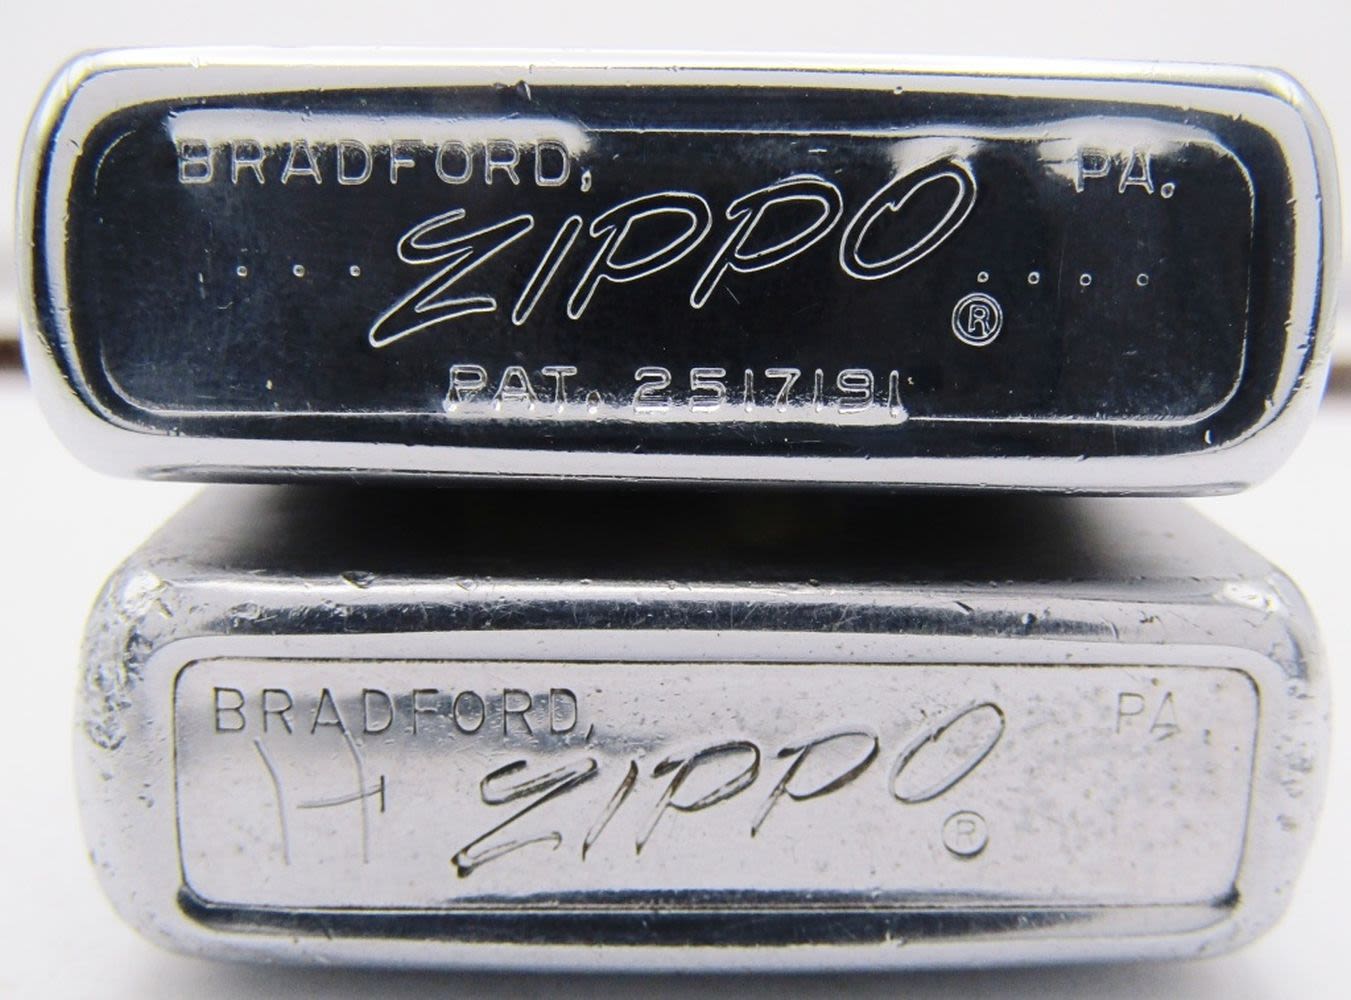 BRADFORD, PA.
... ZIPPO ....
®
PAT. 2517191
BRADFORD, PA.
H ZIPPO
®